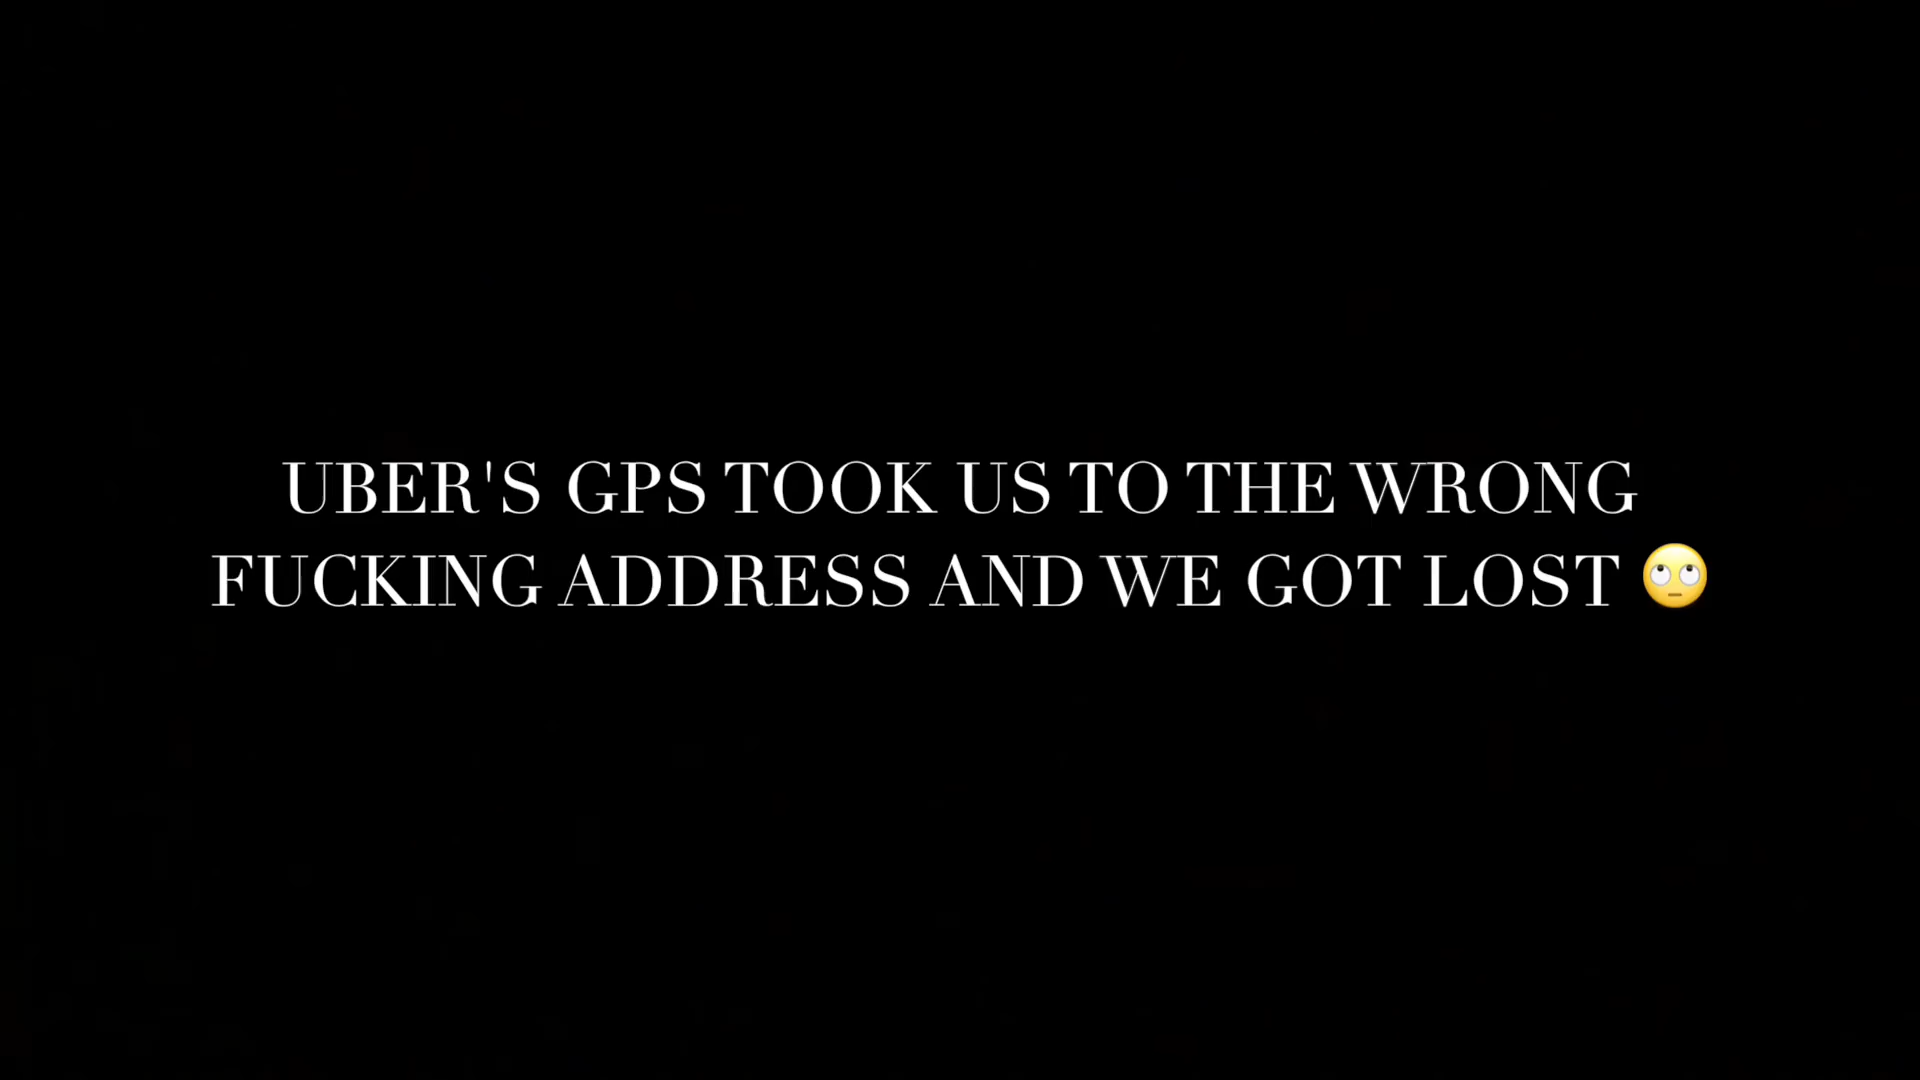 UBER'S GPS TOOK US TO THE WRONG
FUCKING ADDRESS AND WE GOT LOST 🙄